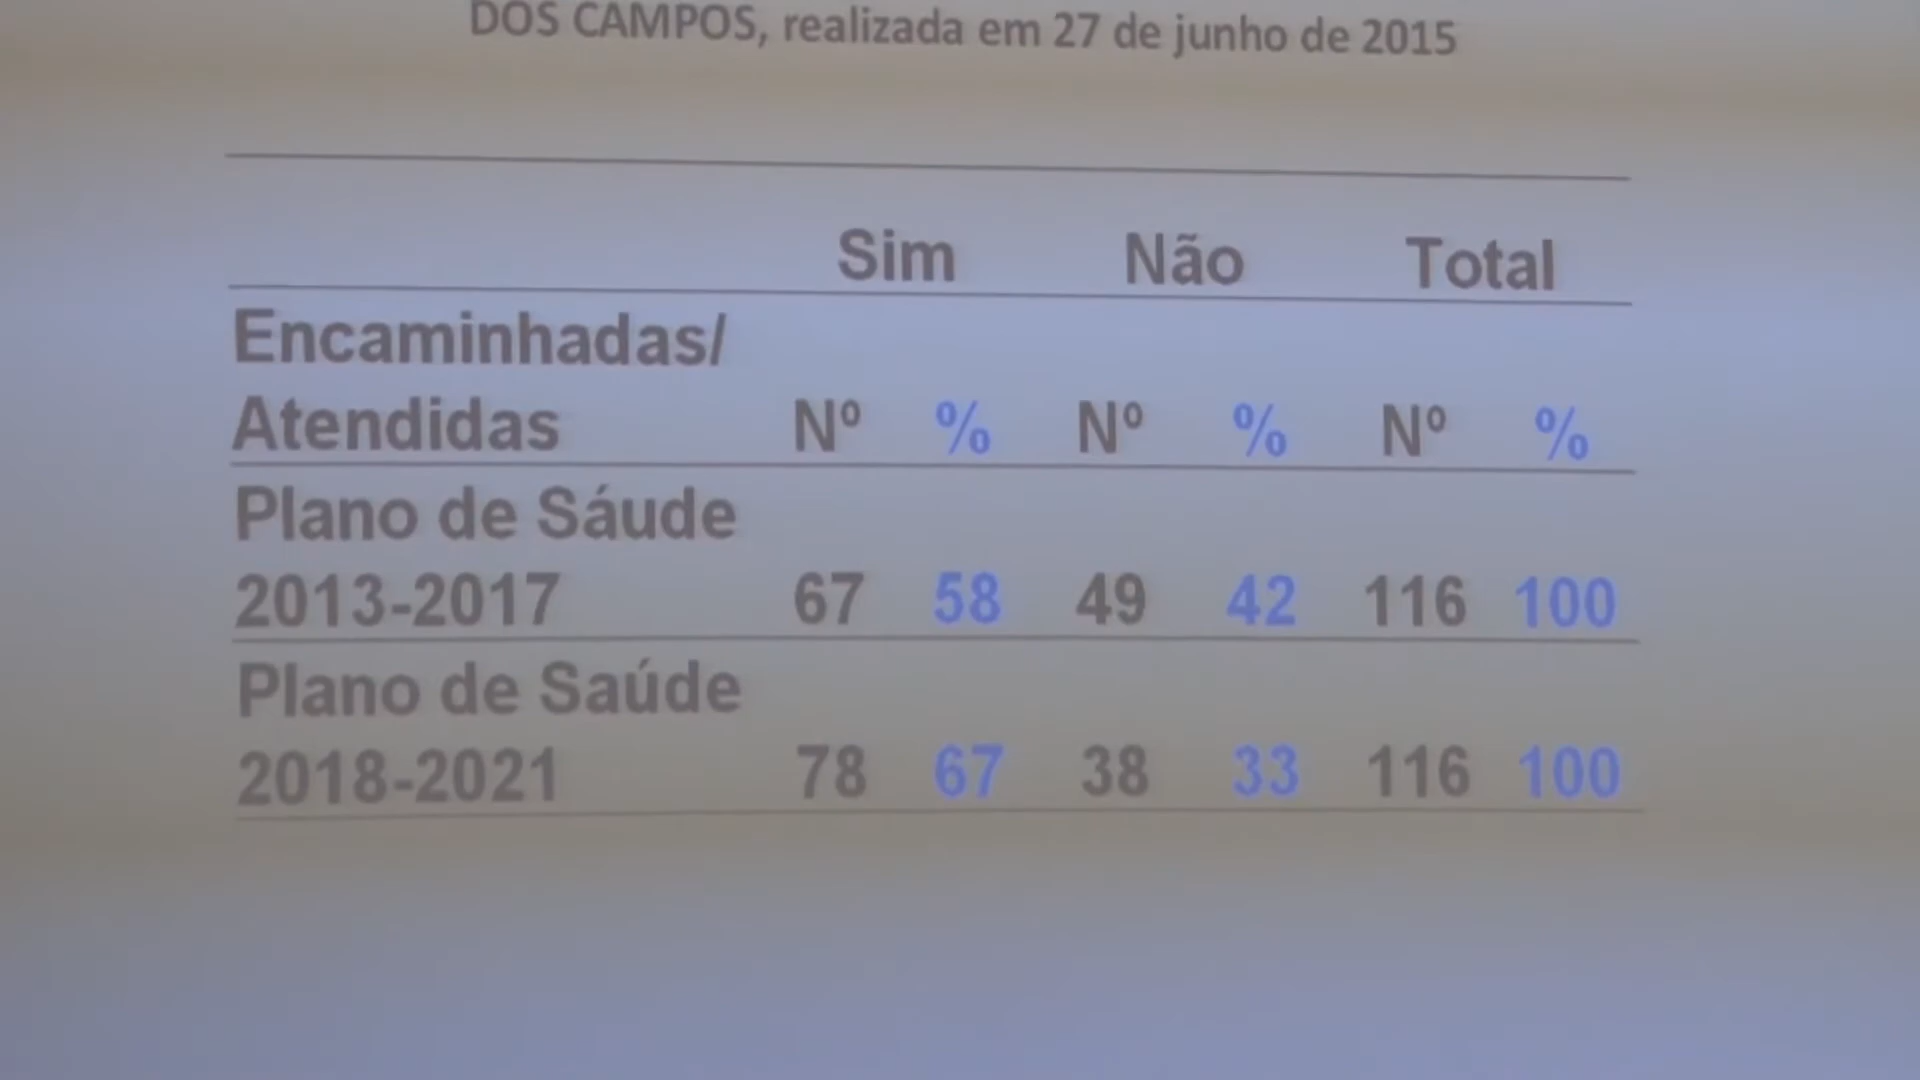 DOS CAMPOS, realizada em 27 de junho de 2015
Sim Não Total
Encaminhadas/
Atendidas Nº % Nº % Nº %
Plano de Sáude
2013-2017 67 58 49 42 116 100
Plano de Saúde
2018-2021 78 67 38 33 116 100